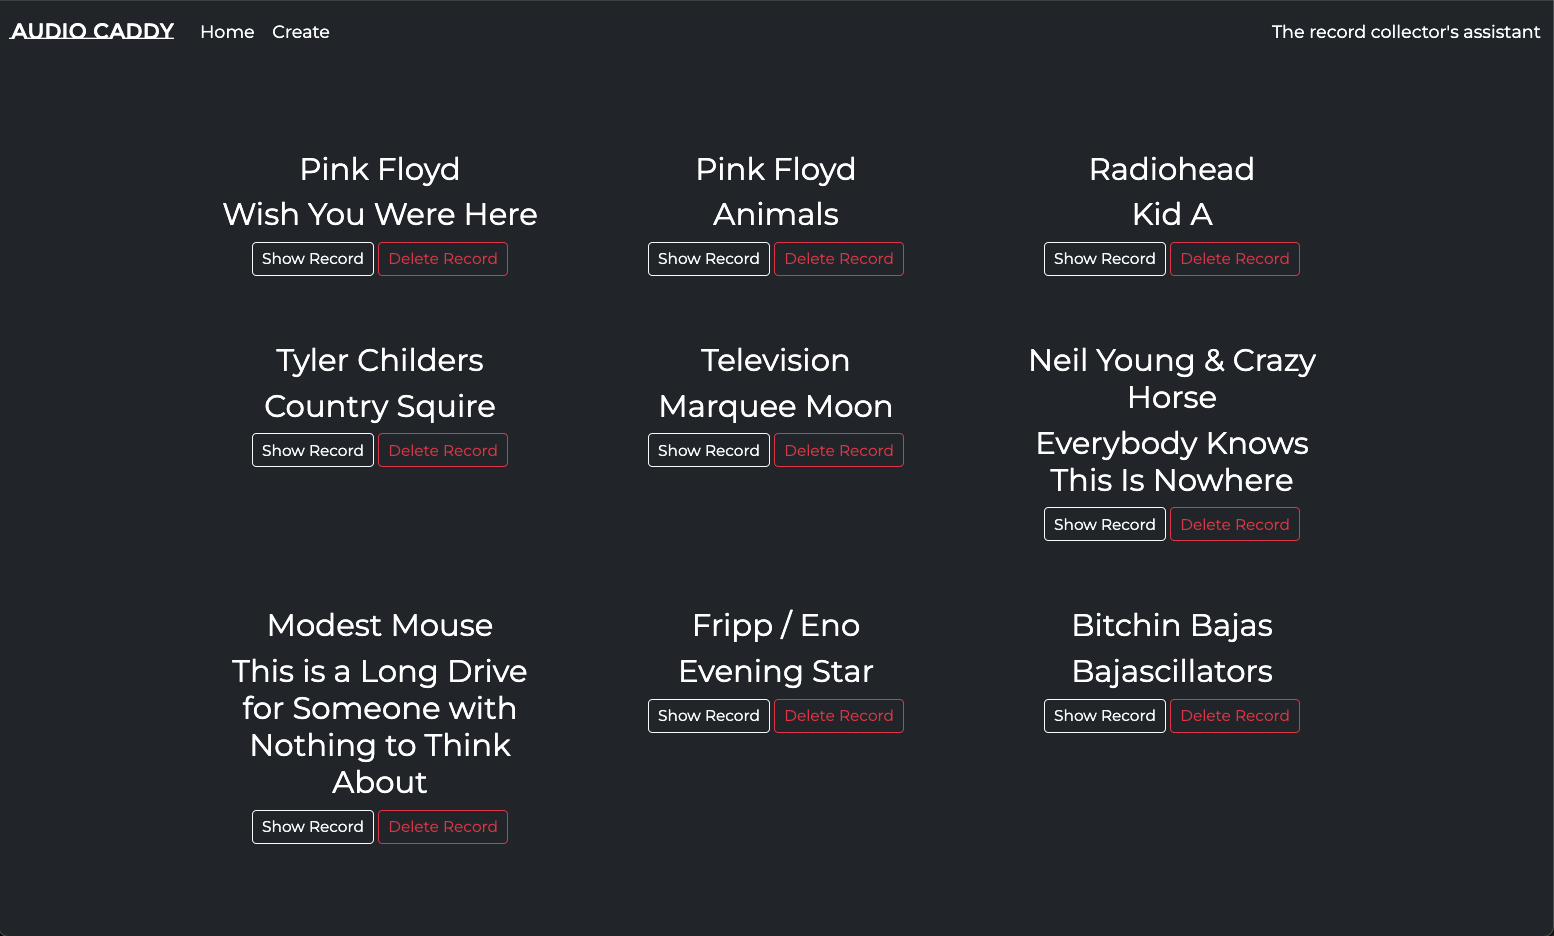 AUDIO CADDY Home Create The record collector's assistant
Pink Floyd
Wish You Were Here
Show Record Delete Record
Pink Floyd
Animals
Show Record Delete Record
Radiohead
Kid A
Show Record Delete Record
Tyler Childers
Country Squire
Show Record Delete Record
Television
Marquee Moon
Show Record Delete Record
Neil Young & Crazy
Horse
Everybody Knows
This Is Nowhere
Show Record Delete Record
Modest Mouse
This is a Long Drive
for Someone with
Nothing to Think
About
Show Record Delete Record
Fripp / Eno
Evening Star
Show Record Delete Record
Bitchin Bajas
Bajascillators
Show Record Delete Record